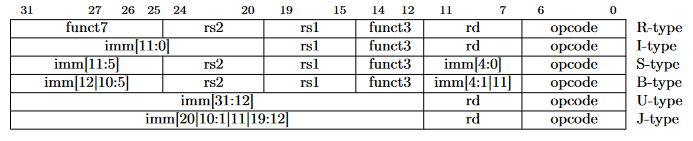 31 27 26 25 24 20 19 15 14 12 11 7 6 0
funct7 rs2 rs1 funct3 rd opcode R-type
imm[11:0] rs1 funct3 rd opcode I-type
imm[11:5] rs2 rs1 funct3 imm[4:0] opcode S-type
imm[12|10:5] rs2 rs1 funct3 imm[4:1|11] opcode B-type
imm[31:12] rd opcode U-type
imm[20|10:1|11|19:12] rd opcode J-type